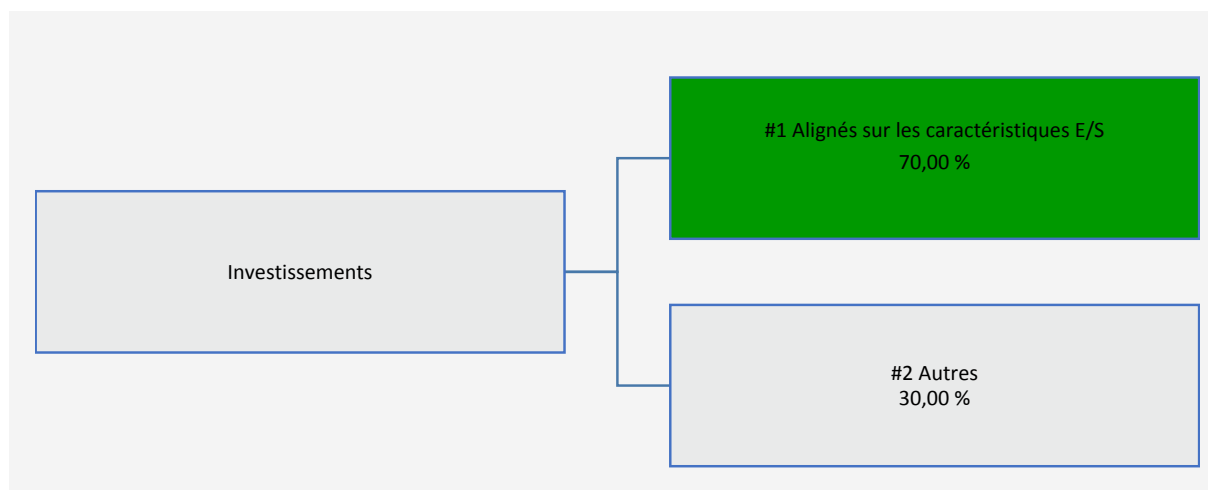 #1 Alignés sur les caractéristiques E/S
70,00 %
Investissements
#2 Autres
30,00 %